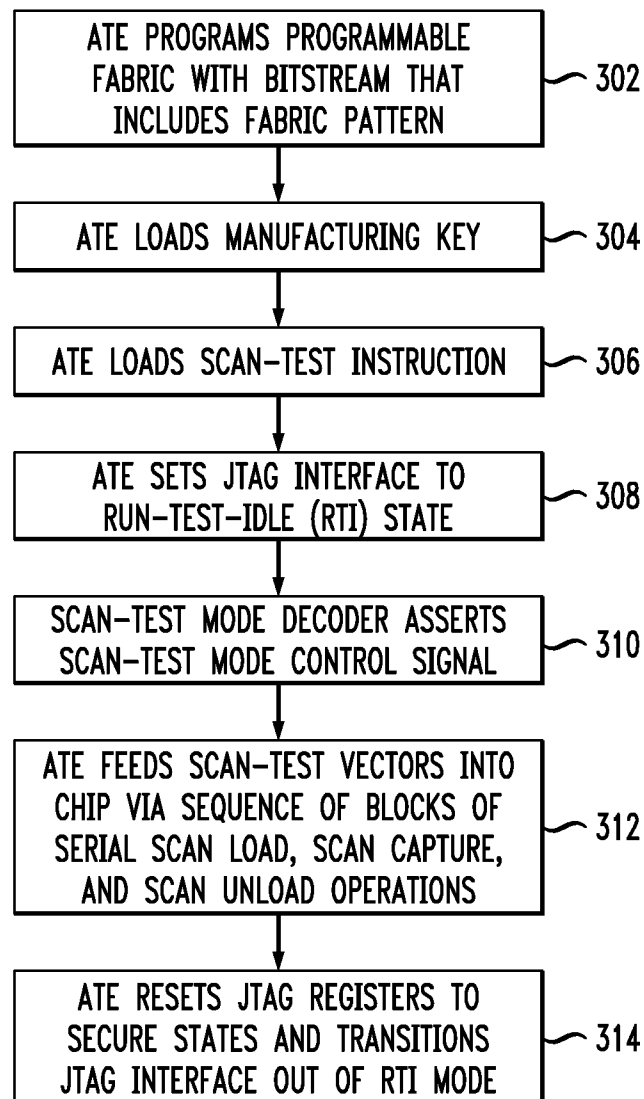 ATE PROGRAMS PROGRAMMABLE
FABRIC WITH BITSTREAM THAT
INCLUDES FABRIC PATTERN
302
ATE LOADS MANUFACTURING KEY
304
ATE LOADS SCAN-TEST INSTRUCTION
306
ATE SETS JTAG INTERFACE TO
RUN-TEST-IDLE (RTI) STATE
308
SCAN-TEST MODE DECODER ASSERTS
SCAN-TEST MODE CONTROL SIGNAL
310
ATE FEEDS SCAN-TEST VECTORS INTO
CHIP VIA SEQUENCE OF BLOCKS OF
SERIAL SCAN LOAD, SCAN CAPTURE,
AND SCAN UNLOAD OPERATIONS
312
ATE RESETS JTAG REGISTERS TO
SECURE STATES AND TRANSITIONS
JTAG INTERFACE OUT OF RTI MODE
314